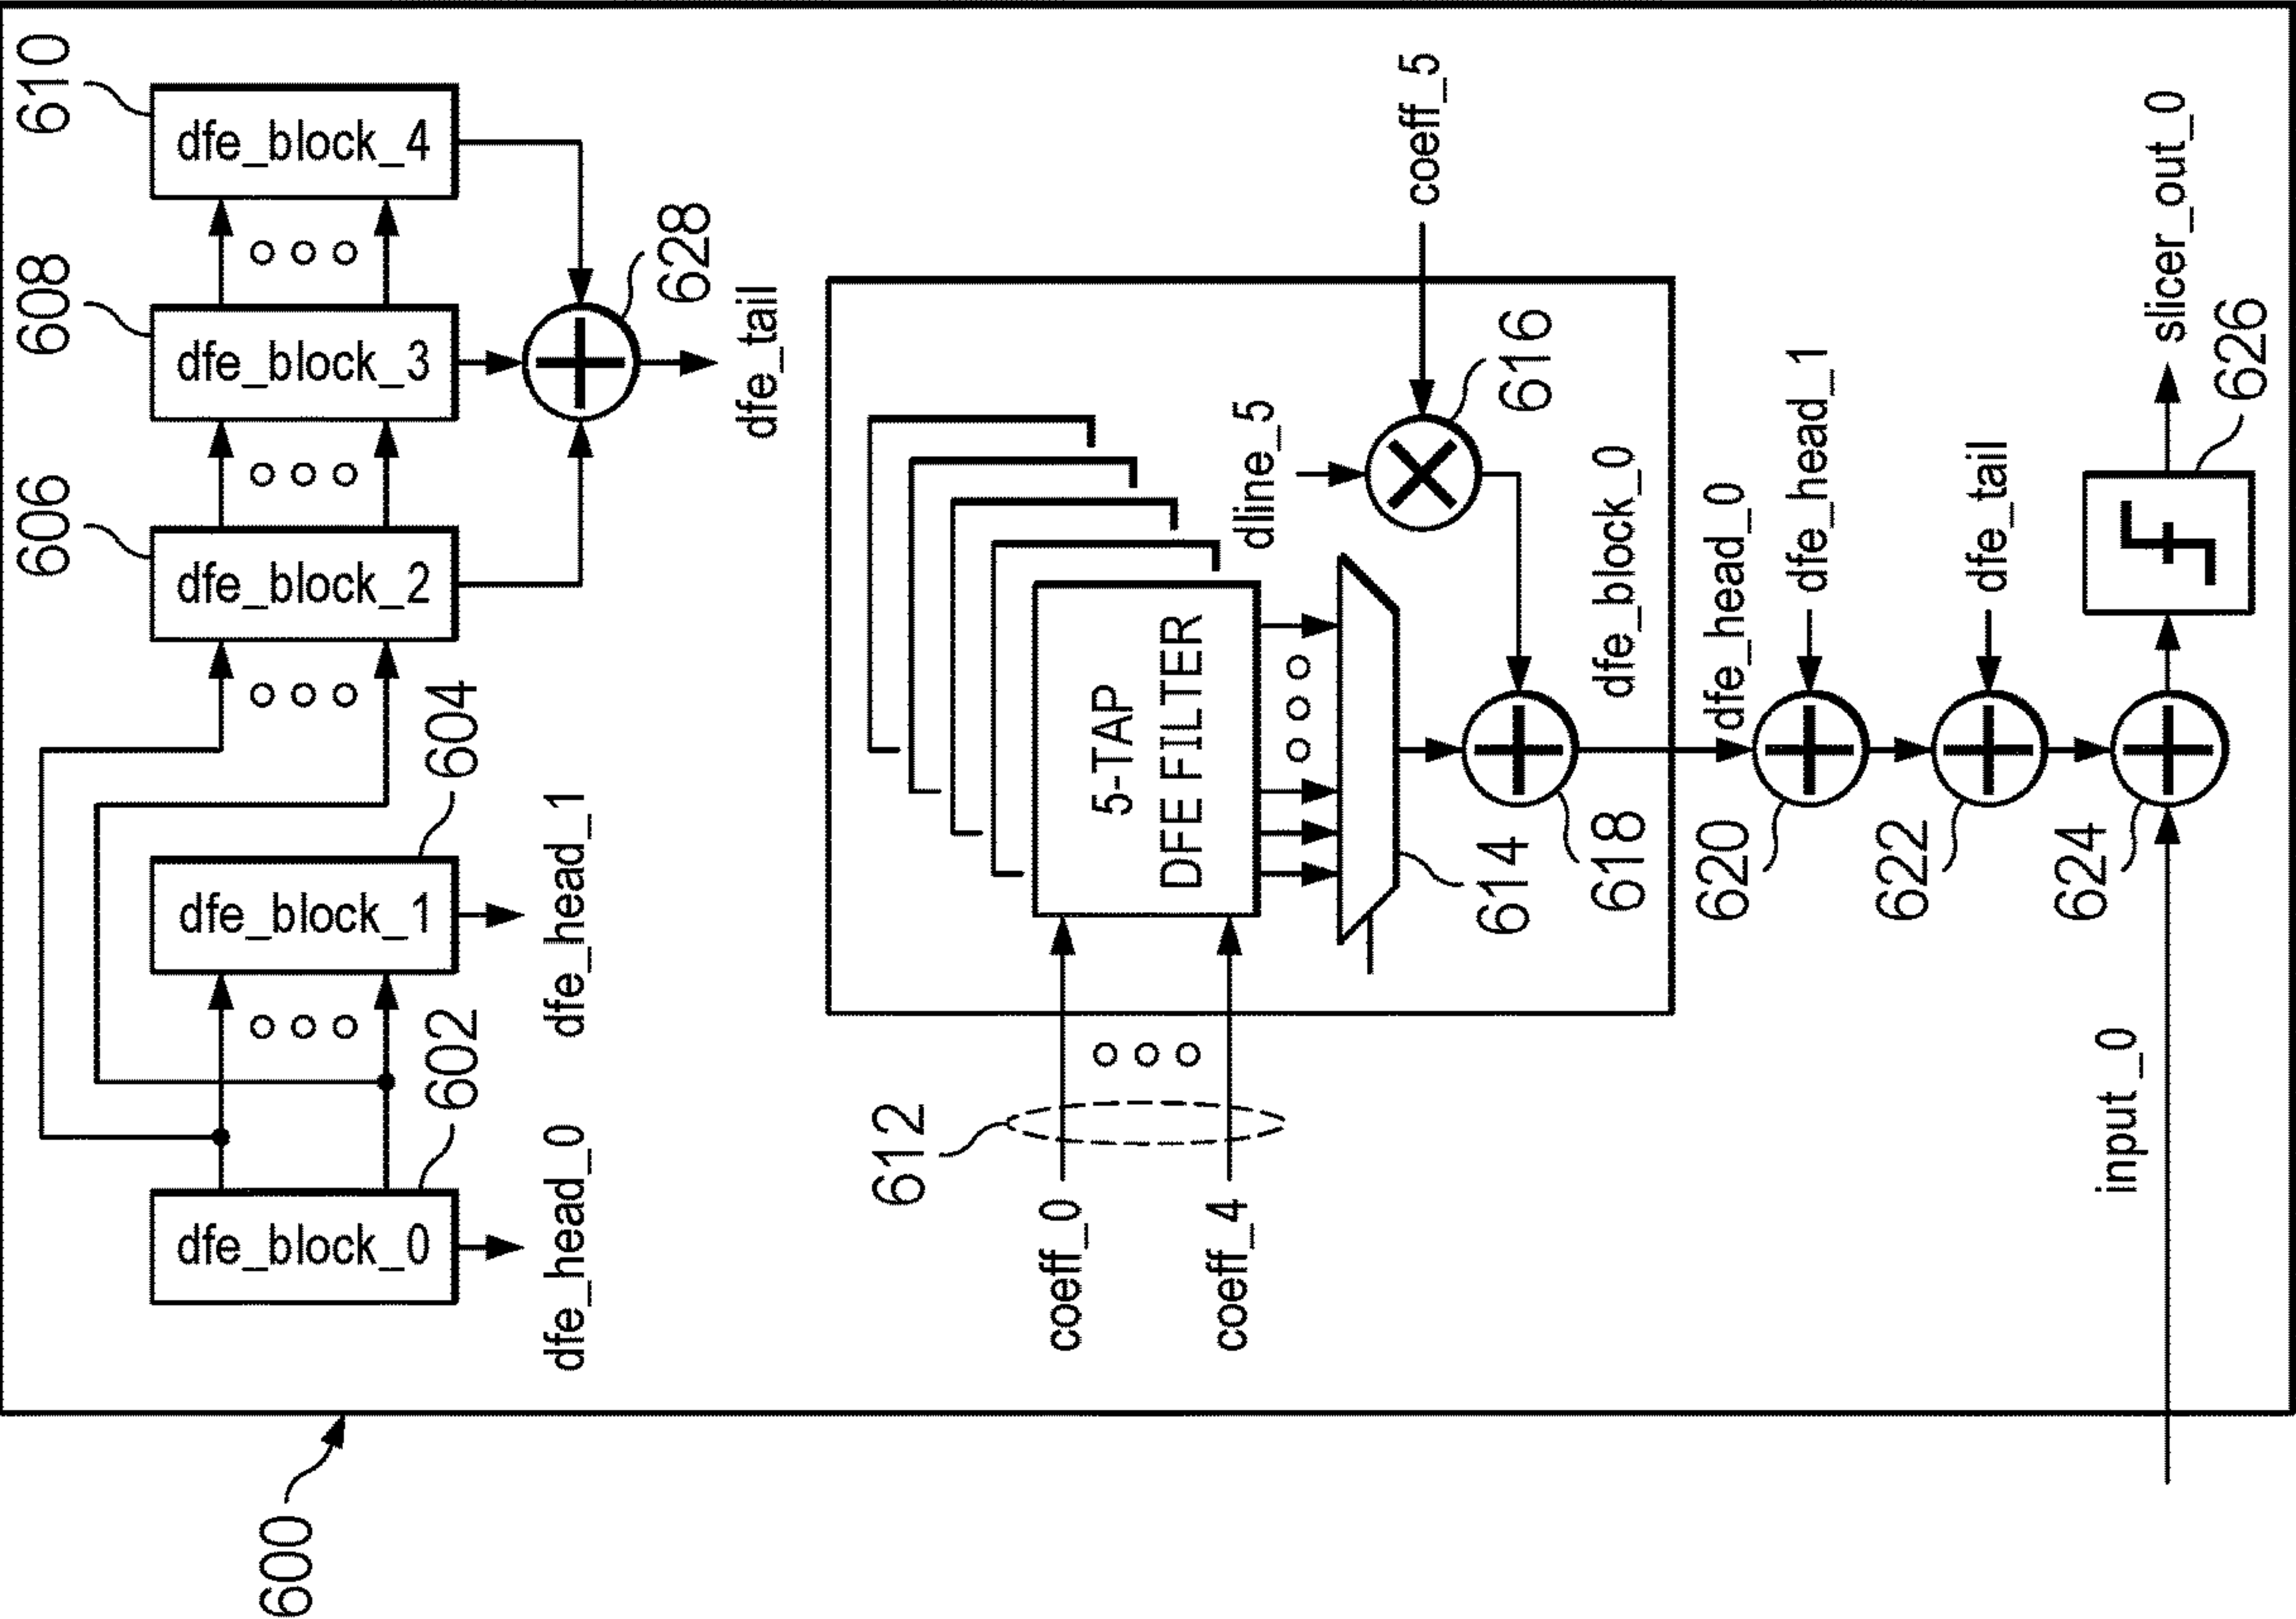 600
602
604
606
608
610
dfe_block_0
dfe_block_1
dfe_block_2
dfe_block_3
dfe_block_4
dfe_head_0
dfe_head_1
628
dfe_tail
612
coeff_0
coeff_4
5-TAP
DFE FILTER
dline_5
coeff_5
614
616
618
dfe_block_0
dfe_head_0
620
dfe_head_1
622
dfe_tail
624
input_0
626
slicer_out_0